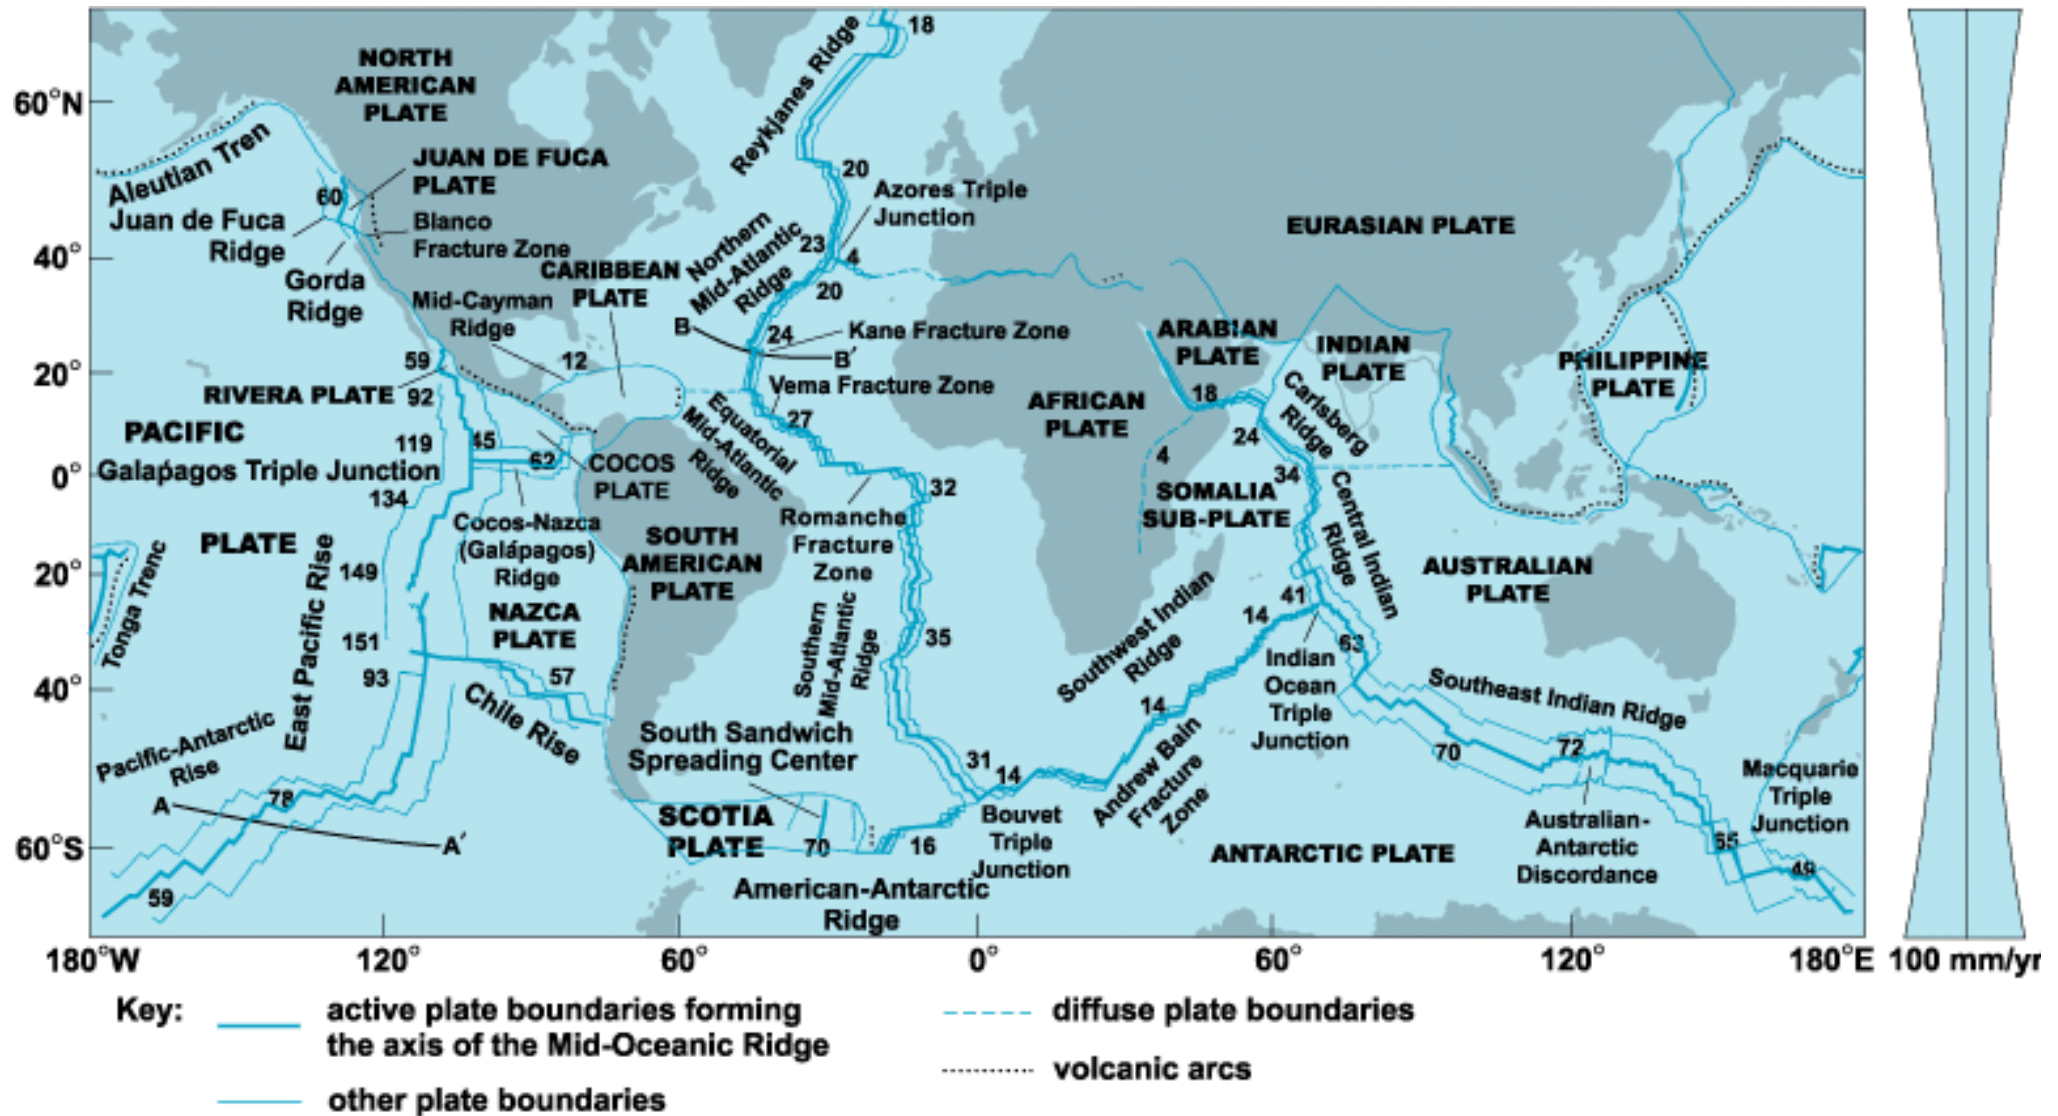 18
NORTH
AMERICAN
PLATE
Reykjanes Ridge
60°N
Aleutian Tren
JUAN DE FUCA
PLATE
60
20
Azores Triple
Junction
Juan de Fuca
Ridge
Blanco
Fracture Zone
EURASIAN PLATE
40°
Gorda
Ridge
CARIBBEAN
PLATE
Northern
Mid-Atlantic
Ridge
23
4
20
Mid-Cayman
Ridge
B
24
Kane Fracture Zone
B′
ARABIAN
PLATE
INDIAN
PLATE
PHILIPPINE
PLATE
20°
59
12
Vema Fracture Zone
RIVERA PLATE
92
18
Carlsberg
Ridge
AFRICAN
PLATE
27
Equatorial
Mid-Atlantic
Ridge
PACIFIC
119
45
62
24
4
Galaṕagos Triple Junction
COCOS
PLATE
0°
134
32
34
SOMALIA
SUB-PLATE
Central Indian
Ridge
Cocos-Nazca
(Galápagos)
Ridge
Romanche
Fracture
Zone
PLATE
SOUTH
AMERICAN
PLATE
20°
149
AUSTRALIAN
PLATE
Tonga Trenc
East Pacific Rise
NAZCA
PLATE
Southern
Mid-Atlantic
Ridge
41
14
151
35
63
Southwest Indian
Ridge
Indian
Ocean
Triple
Junction
93
57
40°
Chile Rise
Southeast Indian Ridge
14
Pacific-Antarctic
Rise
South Sandwich
Spreading Center
31
14
Andrew Bain
Fracture
Zone
70
72
Macquarie
Triple
Junction
A
78
SCOTIA
PLATE
70
16
Bouvet
Triple
Junction
Australian-
Antarctic
Discordance
55
60°S
A′
ANTARCTIC PLATE
49
59
American-Antarctic
Ridge
180°W
120°
60°
0°
60°
120°
180°E
100 mm/yr
Key:
active plate boundaries forming
the axis of the Mid-Oceanic Ridge
other plate boundaries
diffuse plate boundaries
volcanic arcs